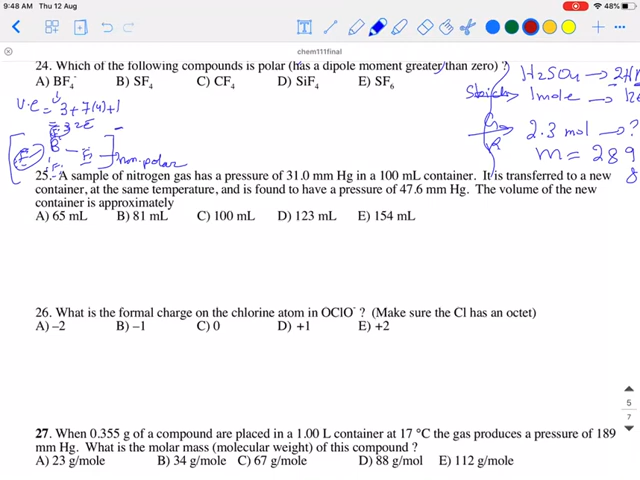 9:48 AM Thu 12 Aug
48%
chem111final
24. Which of the following compounds is polar (has a dipole moment greater than zero) ?
A) BF4- B) SF4 C) CF4 D) SiF4 E) SF6
H2SO4 → 2H
1mole →
V.e = 3+7(4)+1
= 32e
B - F
non-polar
2.3 mol → ?
m = 289
25. A sample of nitrogen gas has a pressure of 31.0 mm Hg in a 100 mL container. It is transferred to a new
container, at the same temperature, and is found to have a pressure of 47.6 mm Hg. The volume of the new
container is approximately
A) 65 mL B) 81 mL C) 100 mL D) 123 mL E) 154 mL
26. What is the formal charge on the chlorine atom in OClO- ? (Make sure the Cl has an octet)
A) –2 B) –1 C) 0 D) +1 E) +2
5
7
27. When 0.355 g of a compound are placed in a 1.00 L container at 17 °C the gas produces a pressure of 189
mm Hg. What is the molar mass (molecular weight) of this compound ?
A) 23 g/mole B) 34 g/mole C) 67 g/mole D) 88 g/mol E) 112 g/mole